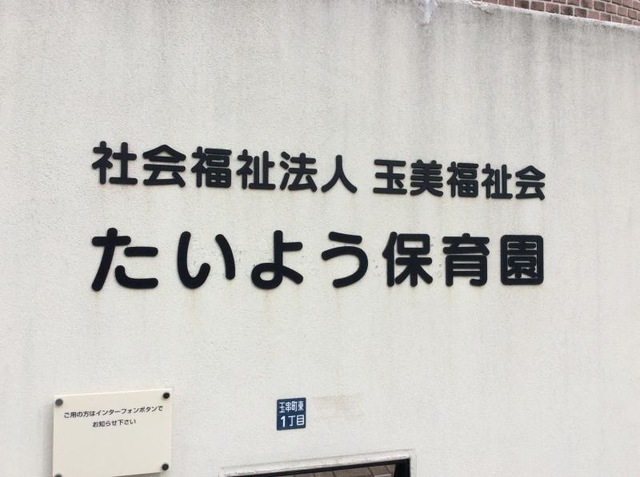 社会福祉法人 玉美福祉会
たいよう保育園
ご用の方はインターフォンボタンで
お知らせ下さい
玉串町東
1丁目